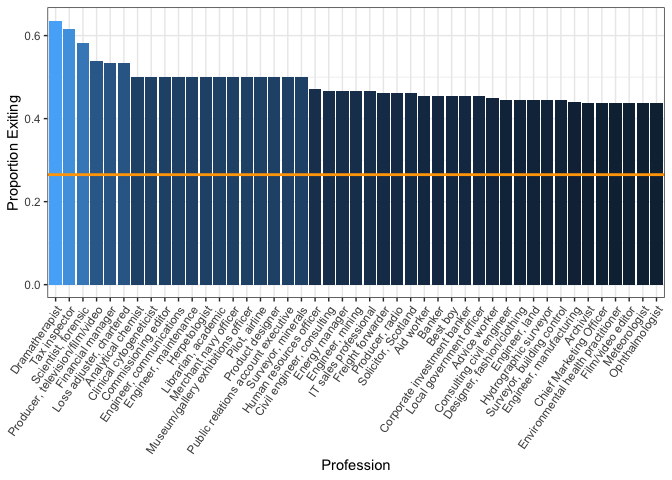 Proportion Exiting
0.6
0.4
0.2
0.0
Dramatherapist
Tax inspector
Scientist, forensic
Producer, television/film/video
Financial manager
Loss adjuster, chartered
Analytical chemist
Clinical cytogeneticist
Commissioning editor
Engineer, communications
Engineer, maintenance
Herpetologist
Librarian, academic
Merchant navy officer
Museum/gallery exhibitions officer
Pilot, airline
Product designer
Public relations account executive
Surveyor, minerals
Human resources officer
Civil engineer, consulting
Energy manager
Engineer, mining
IT sales professional
Freight forwarder
Producer, radio
Solicitor, Scotland
Aid worker
Banker
Best boy
Corporate investment banker
Local government officer
Advice worker
Consulting civil engineer
Designer, fashion/clothing
Engineer, land
Hydrographic surveyor
Surveyor, building control
Engineer, manufacturing
Archivist
Chief Marketing Officer
Environmental health practitioner
Film/video editor
Meteorologist
Ophthalmologist
Profession